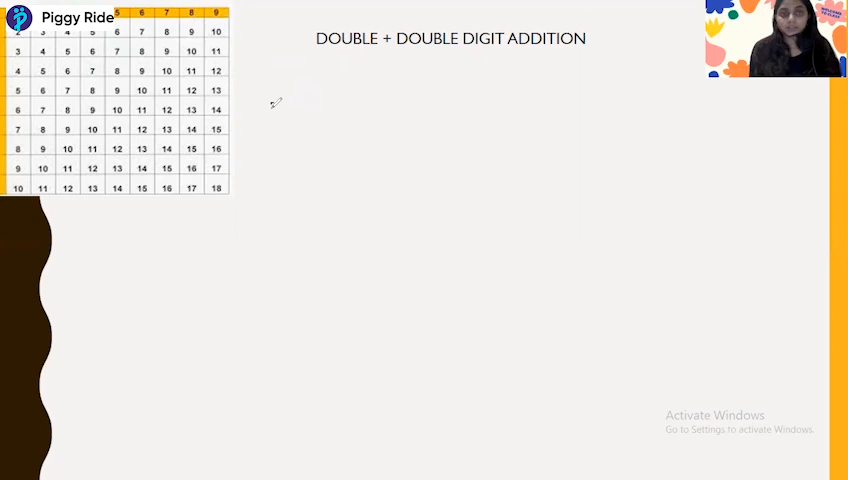 Piggy Ride
5 6 7 8 9
2 3 4 5 6 7 8 9 10
3 4 5 6 7 8 9 10 11
4 5 6 7 8 9 10 11 12
5 6 7 8 9 10 11 12 13
6 7 8 9 10 11 12 13 14
7 8 9 10 11 12 13 14 15
8 9 10 11 12 13 14 15 16
9 10 11 12 13 14 15 16 17
10 11 12 13 14 15 16 17 18
DOUBLE + DOUBLE DIGIT ADDITION
WELCOME
TO CLASS
Activate Windows
Go to Settings to activate Windows.